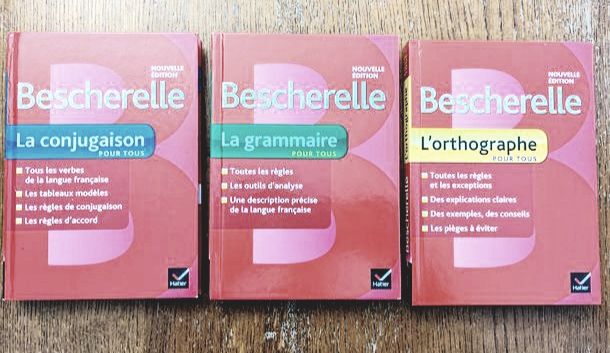 NOUVELLE
ÉDITION
Bescherelle
La conjugaison
POUR TOUS
Tous les verbes
de la langue française
Les tableaux modèles
Les règles de conjugaison
Les règles d'accord
Hatier
NOUVELLE
ÉDITION
Bescherelle
La grammaire
POUR TOUS
Toutes les règles
Les outils d'analyse
Une description précise
de la langue française
Hatier
NOUVELLE
ÉDITION
Bescherelle
L'orthographe
POUR TOUS
Toutes les règles
et les exceptions
Des explications claires
Des exemples, des conseils
Les pièges à éviter
Hatier
Bescherelle